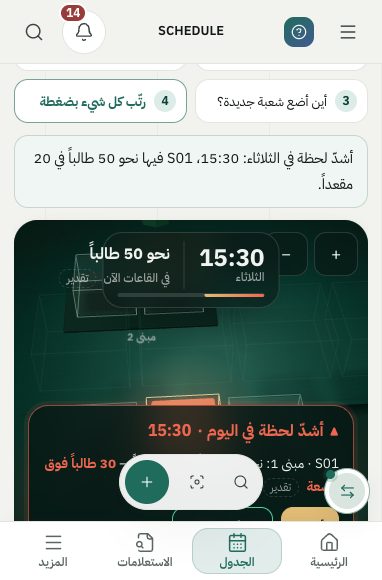 14
SCHEDULE
3 أين أضع شعبة جديدة؟
4 رتّب كل شيء بضغطة
أشدّ لحظة في الثلاثاء: 15:30، S01 فيها نحو 50 طالباً في 20
مقعداً.
15:30 نحو 50 طالباً
الثلاثاء في القاعات الآن تقدير
− +
مبنى 2
▲ أشدّ لحظة في اليوم · 15:30
S01 · مبنى 1: 30 طالباً فوق
تقدير
الرئيسية
الجدول
الاستعلامات
المزيد